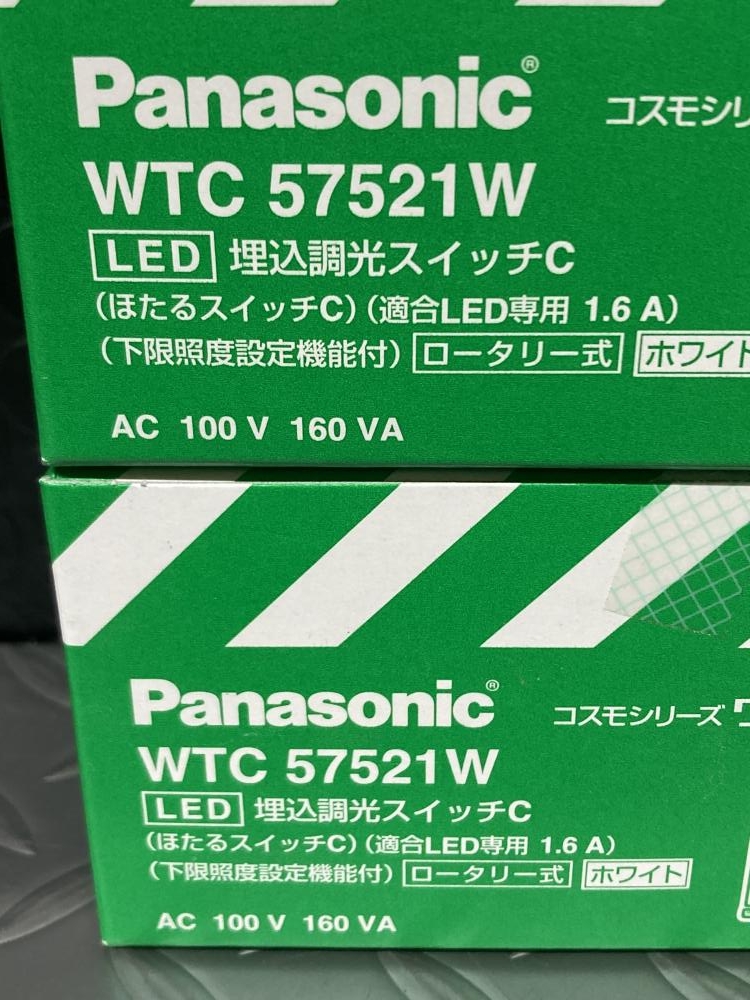 Panasonic®
コスモシリ
WTC 57521W
LED 埋込調光スイッチC
(ほたるスイッチC)(適合LED専用 1.6 A)
(下限照度設定機能付) ロータリー式 ホワイト
AC 100 V 160 VA
Panasonic®
コスモシリーズ ワ
WTC 57521W
LED 埋込調光スイッチC
(ほたるスイッチC)(適合LED専用 1.6 A)
(下限照度設定機能付) ロータリー式 ホワイト
AC 100 V 160 VA